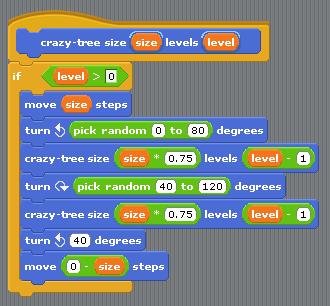 crazy-tree size size levels level
if level > 0
move size steps
turn pick random 0 to 80 degrees
crazy-tree size size * 0.75 levels level - 1
turn pick random 40 to 120 degrees
crazy-tree size size * 0.75 levels level - 1
turn 40 degrees
move 0 - size steps